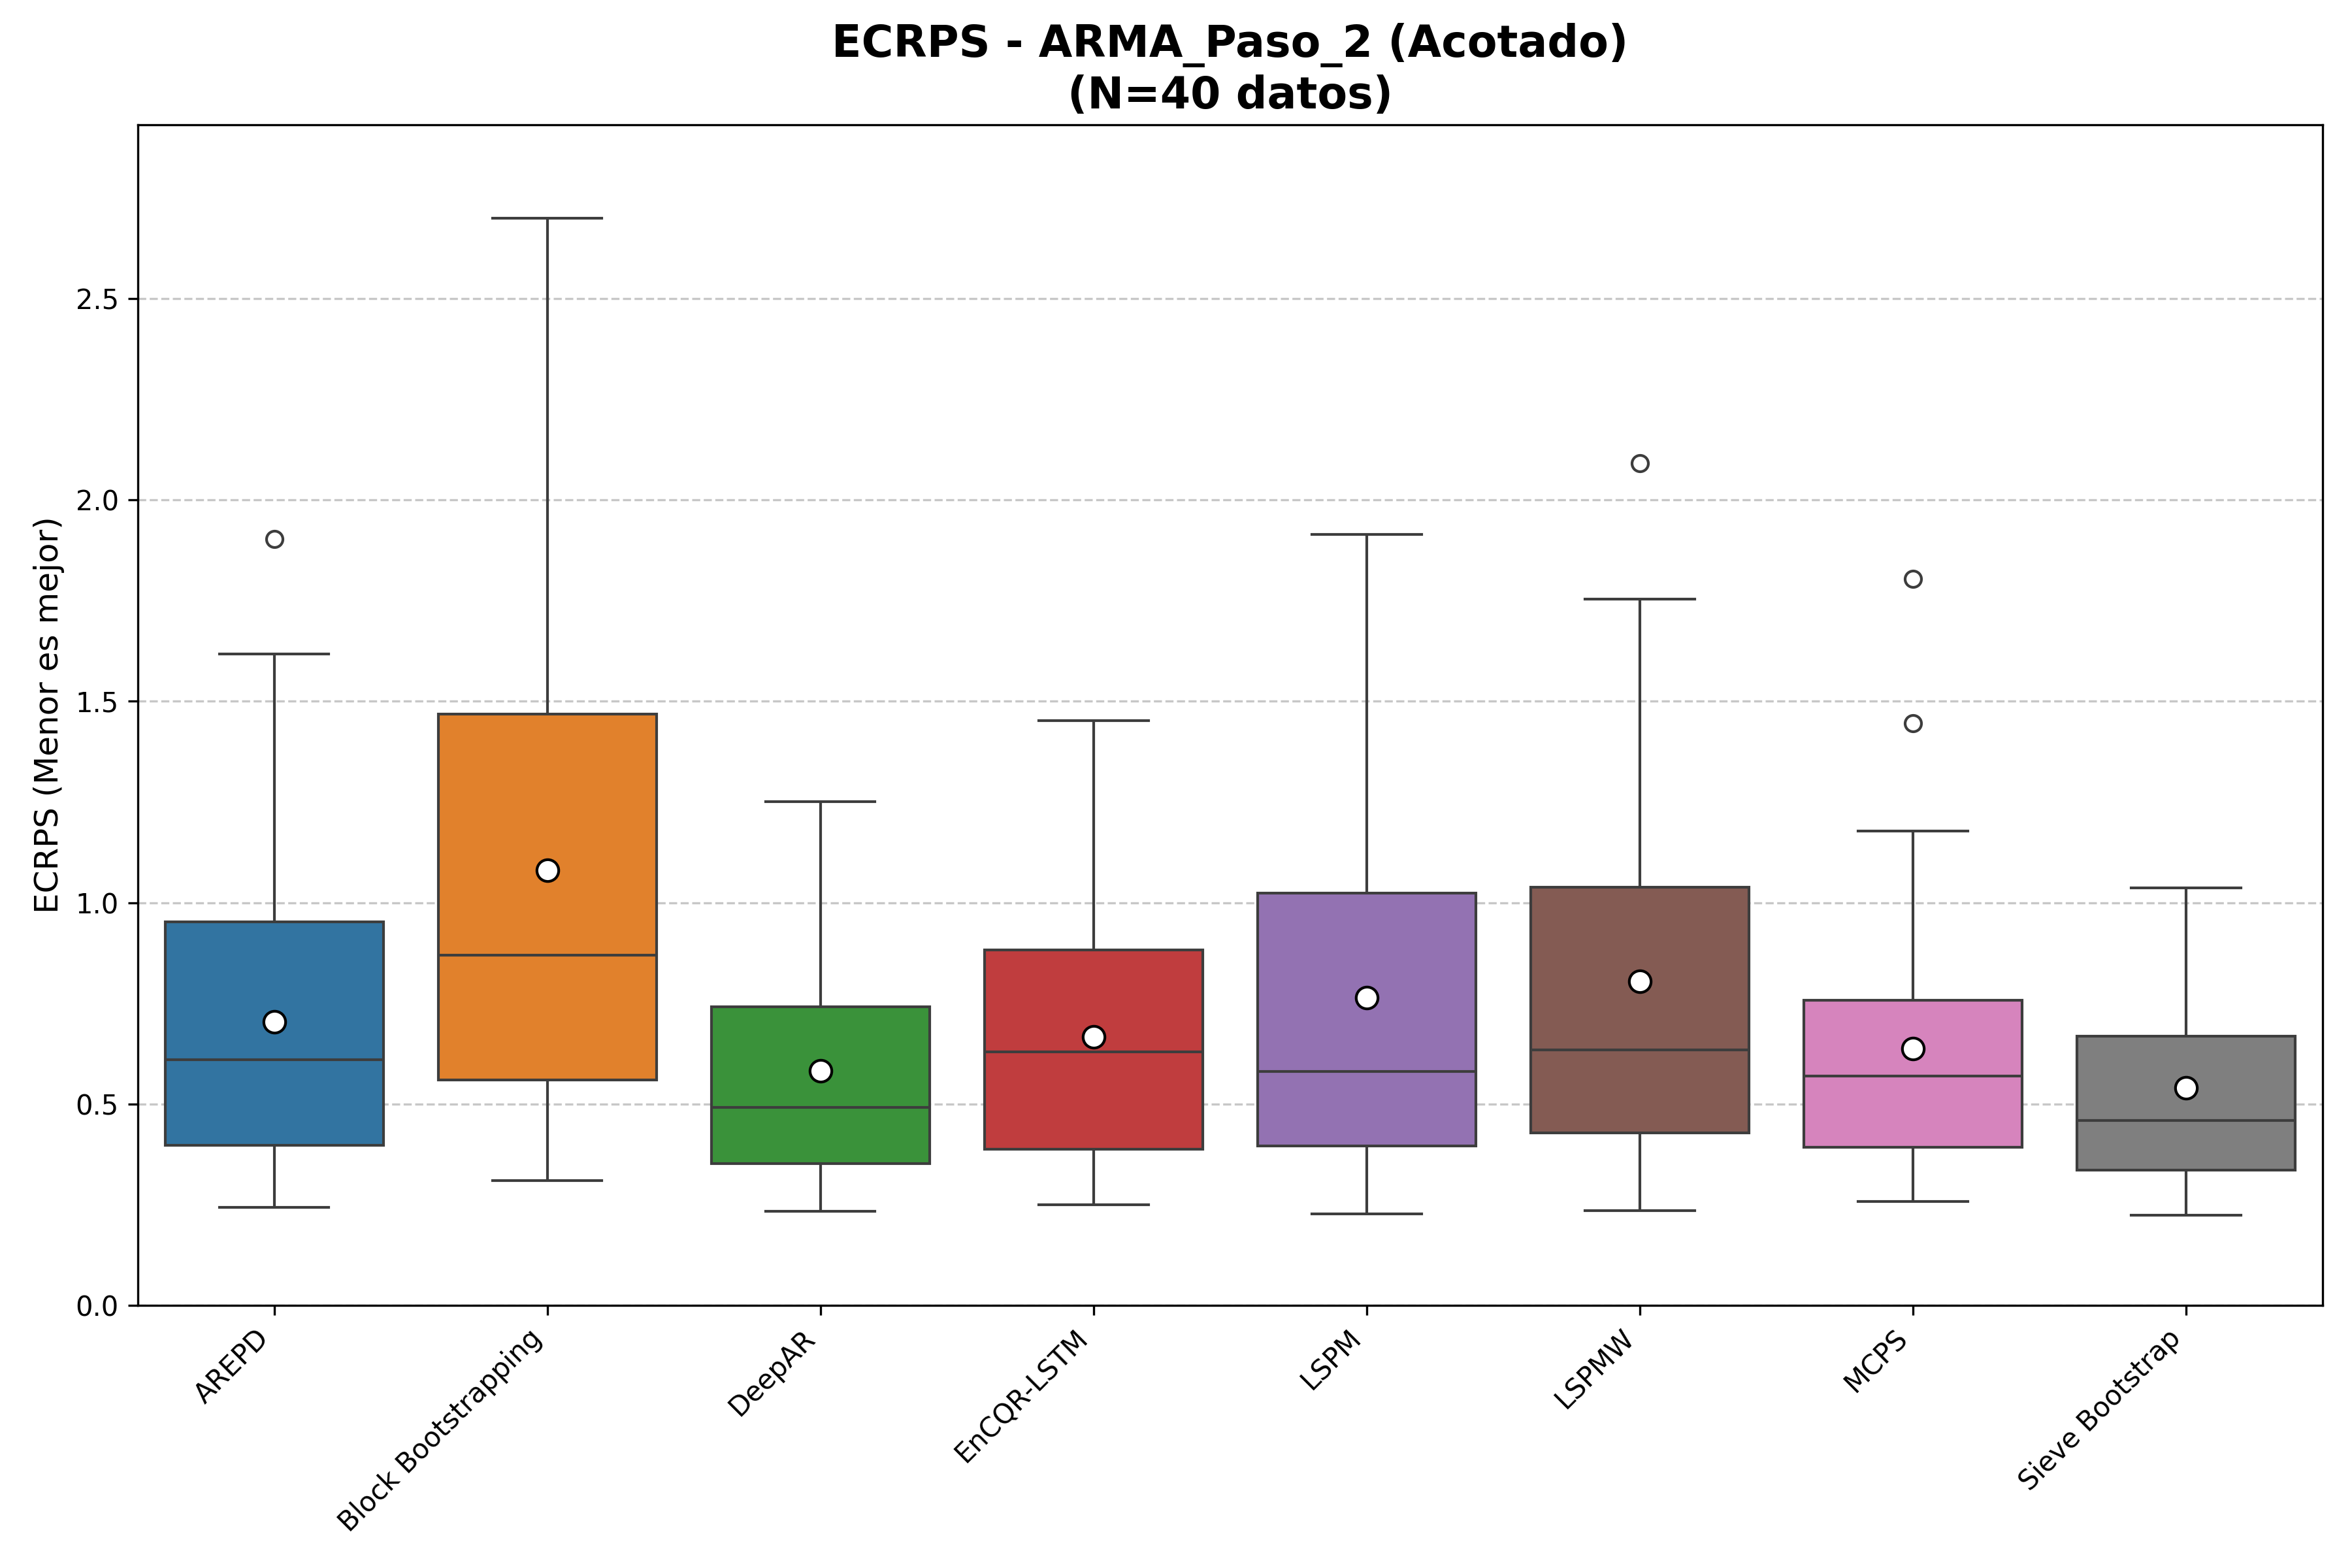 ECRPS - ARMA_Paso_2 (Acotado)
(N=40 datos)
ECRPS (Menor es mejor)
2.5
2.0
1.5
1.0
0.5
0.0
AREPD
Block Bootstrapping
DeepAR
EnCQR-LSTM
LSPM
LSPMW
MCPS
Sieve Bootstrap